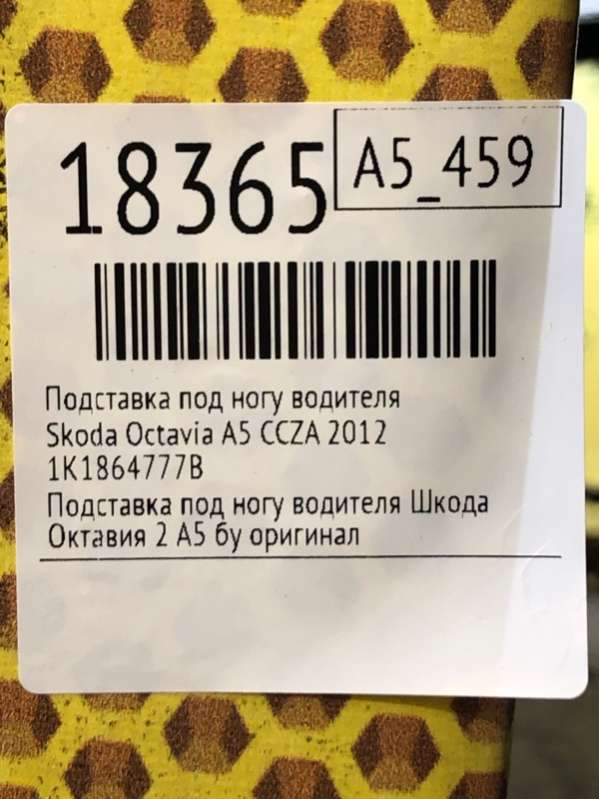 18365
A5_459
Подставка под ногу водителя
Skoda Octavia A5 CCZA 2012
1K1864777B
Подставка под ногу водителя Шкода
Октавия 2 А5 бу оригинал